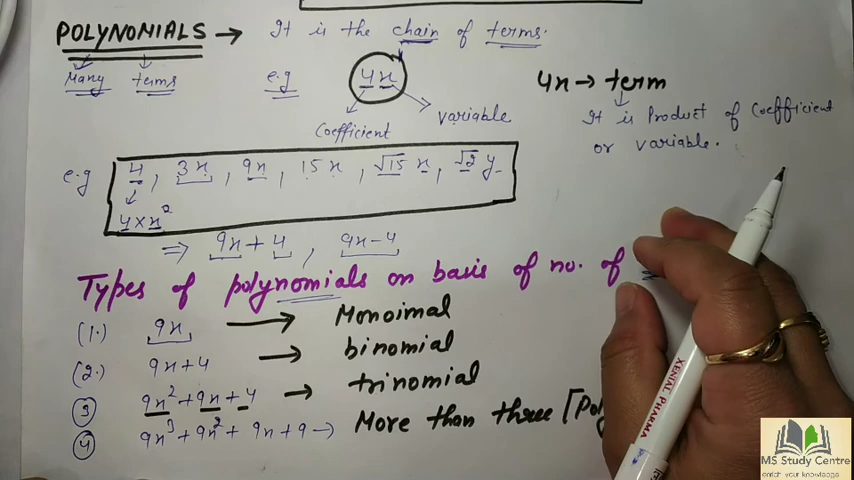 POLYNOMIALS → It is the chain of terms.
Many terms
e.g 4x
Coefficient variable
4x → term
It is Product of Coefficient
or variable.
e.g 4, 3x, 9x, 15x, √15 x, √2 y
4 × x°
⇒ 9x + 4, 9x - 4
Types of polynomials on basis of no. of
(1.) 9x → Monoimal
(2.) 9x + 4 → binomial
(3) 9x² + 9x + 4 → trinomial
(4) 9x³ + 9x² + 9x + 9 → More than three [Poly
XENIAL PHARMA
MS Study Centre
enrich your knowledge